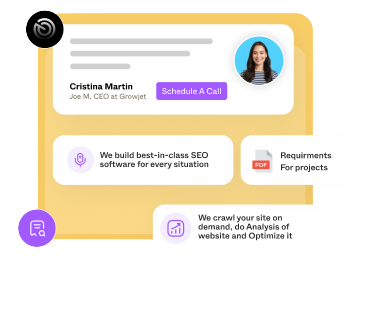 Cristina Martin
Joe M. CEO at Growjet
Schedule A Call
We build best-in-class SEO
software for every situation
PDF
Requirments
For projects
We crawl your site on
demand, do Analysis of
website and Optimize it